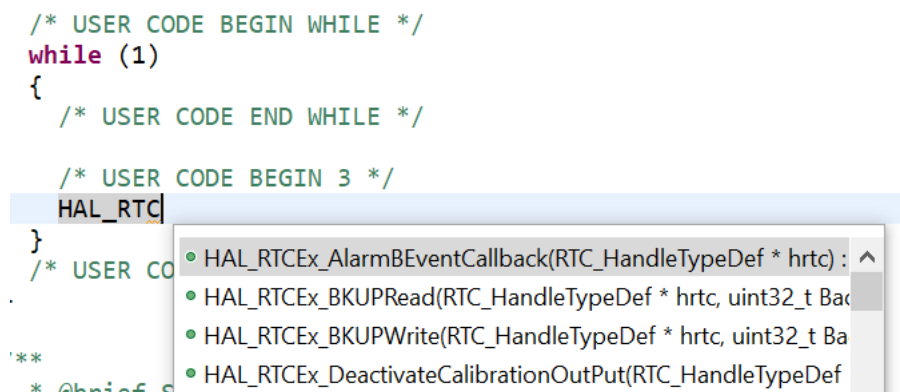 /* USER CODE BEGIN WHILE */
while (1)
{
/* USER CODE END WHILE */
/* USER CODE BEGIN 3 */
HAL_RTC
}
/* USER CO
HAL_RTCEx_AlarmBEventCallback(RTC_HandleTypeDef * hrtc) :
HAL_RTCEx_BKUPRead(RTC_HandleTypeDef * hrtc, uint32_t Bac
HAL_RTCEx_BKUPWrite(RTC_HandleTypeDef * hrtc, uint32_t Ba
HAL_RTCEx_DeactivateCalibrationOutPut(RTC_HandleTypeDef
/**
* @brief S